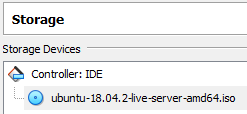 Storage
Storage Devices
Controller: IDE
ubuntu-18.04.2-live-server-amd64.iso